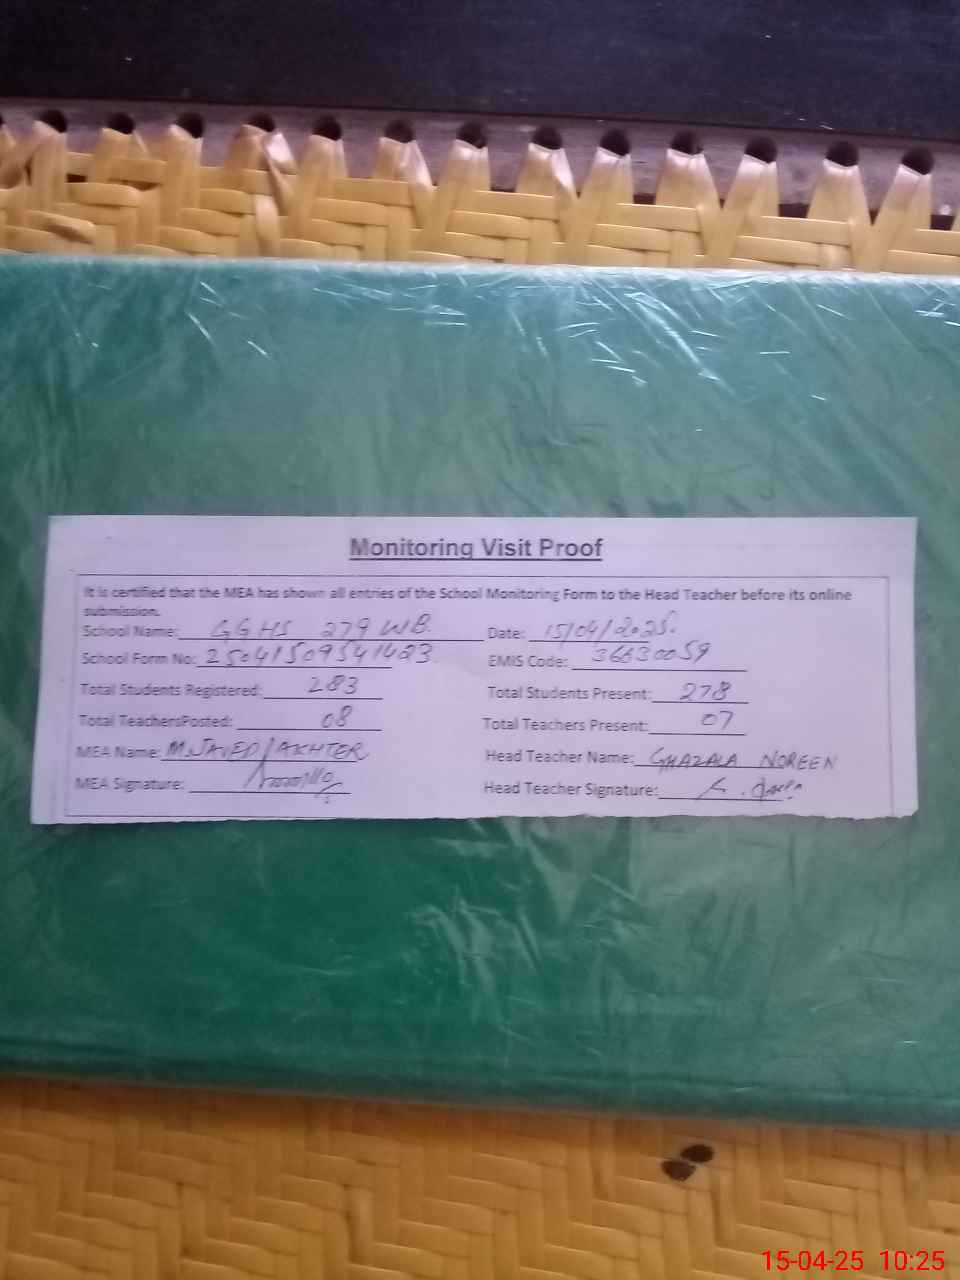 Monitoring Visit Proof
It is certified that the MEA has shown all entries of the School Monitoring Form to the Head Teacher before its online
submission.
School Name: GGHS 279 WB. Date: 15/04/2025.
School Form No: 25041509541423. EMIS Code: 36630059
Total Students Registered: 283 Total Students Present: 278
Total TeachersPosted: 08 Total Teachers Present: 07
MEA Name: M.JAVED AKHTER Head Teacher Name: GHAZALA NOREEN
MEA Signature: Head Teacher Signature:
15-04-25 10:25